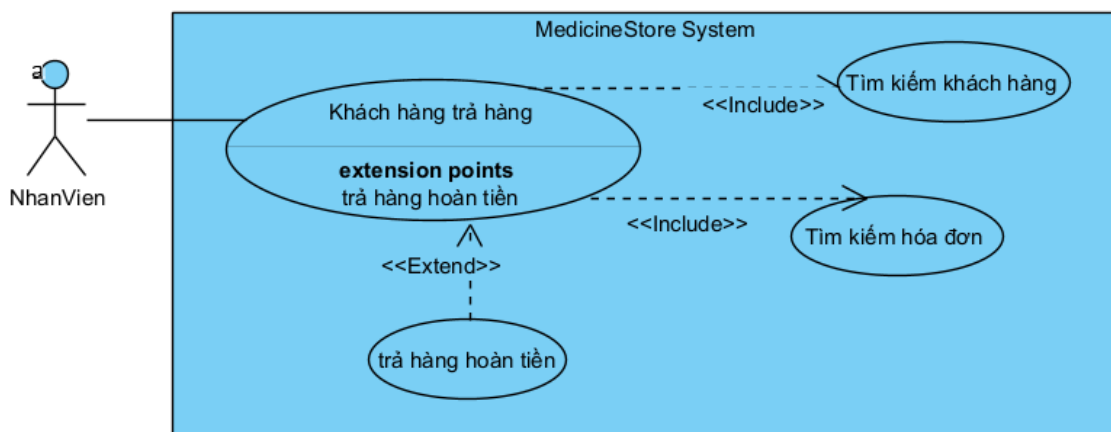 MedicineStore System
a
NhanVien
Khách hàng trả hàng
extension points
trả hàng hoàn tiền
<<Include>>
Tìm kiếm khách hàng
<<Include>>
Tìm kiếm hóa đơn
<<Extend>>
trả hàng hoàn tiền